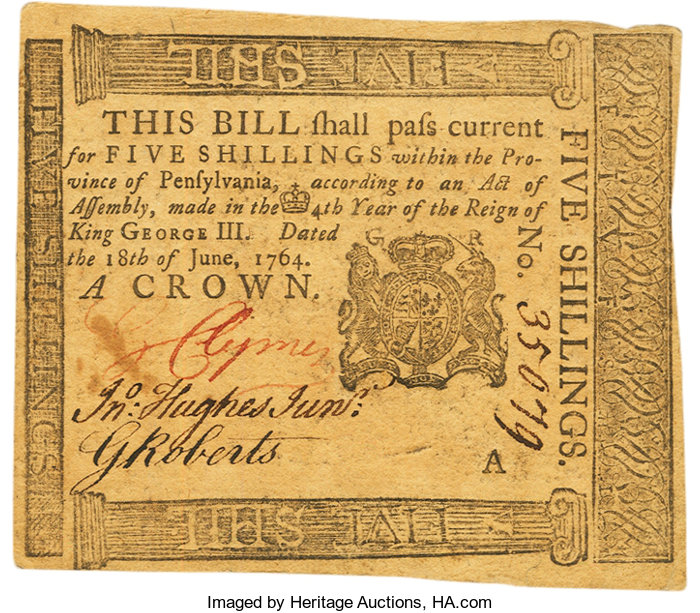 FIVE SHIL
THIS BILL ſhall paſs current
for FIVE SHILLINGS within the Pro-
vince of Penſylvania, according to an Act of
Aſſembly, made in the 4th Year of the Reign of
King GEORGE III. Dated
the 18th of June, 1764.
A CROWN.
G R
Clymer
Jno. Hughes Junr.
GRoberts
A
FIVE SHIL
FIVE SHILLINGS
FIVE SHILLINGS.
No. 35079
Imaged by Heritage Auctions, HA.com